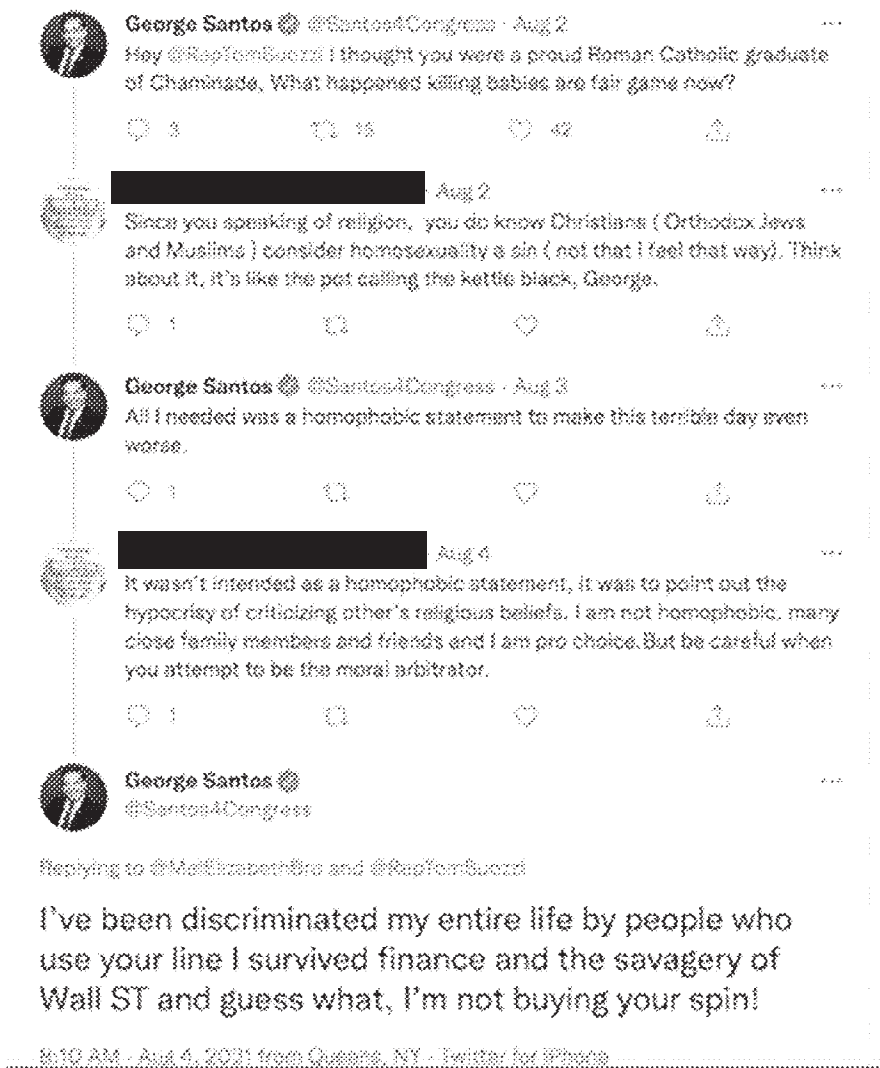 George Santos @Santos4Congress · Aug 2
Hey @RepTomSuozzi I thought you were a proud Roman Catholic graduate
of Chaminade, What happened killing babies are fair game now?
3 15 42
Aug 2
Since you speaking of religion, you do know Christians ( Orthodox Jews
and Muslims ) consider homosexuality a sin ( not that I feel that way). Think
about it, it's like the pot calling the kettle black, George.
1
George Santos @Santos4Congress · Aug 3
All I needed was a homophobic statement to make this terrible day even
worse.
1
Aug 4
It wasn't intended as a homophobic statement, it was to point out the
hypocrisy of criticizing other's religious beliefs. I am not homophobic, many
close family members and friends and I am pro choice.But be careful when
you attempt to be the moral arbitrator.
1
George Santos
@Santos4Congress
Replying to @MatElizabethBro and @RepTomSuozzi
I've been discriminated my entire life by people who
use your line I survived finance and the savagery of
Wall ST and guess what, I'm not buying your spin!
8:10 AM · Aug 4, 2021 from Queens, NY · Twitter for iPhone